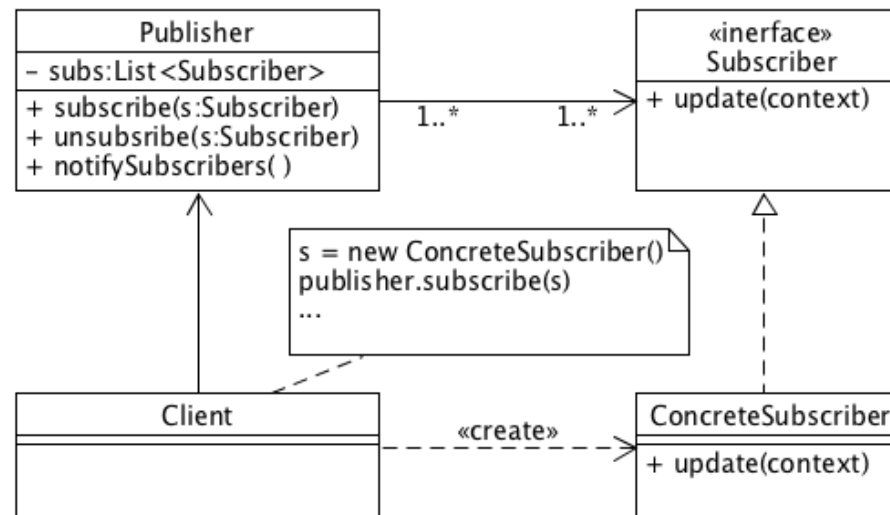 Publisher
- subs:List<Subscriber>
+ subscribe(s:Subscriber)
+ unsubsribe(s:Subscriber)
+ notifySubscribers( )
1..*
1..*
«inerface»
Subscriber
+ update(context)
s = new ConcreteSubscriber()
publisher.subscribe(s)
...
Client
«create»
ConcreteSubscriber
+ update(context)